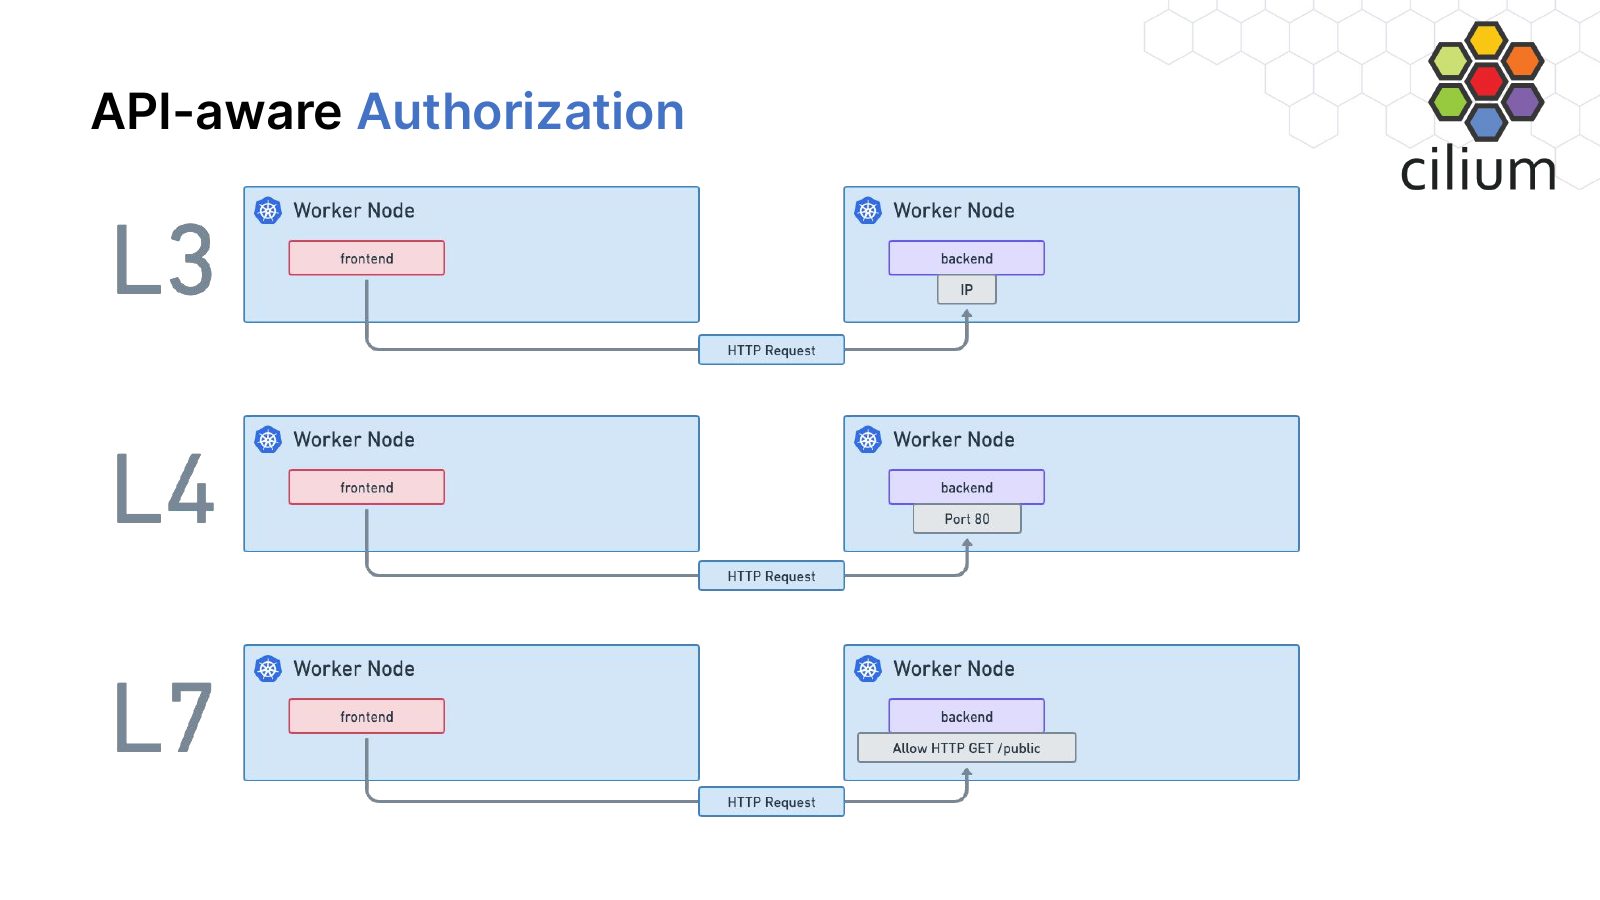 API-aware Authorization
cilium
L3
Worker Node
frontend
Worker Node
backend
IP
HTTP Request
L4
Worker Node
frontend
Worker Node
backend
Port 80
HTTP Request
L7
Worker Node
frontend
Worker Node
backend
Allow HTTP GET /public
HTTP Request